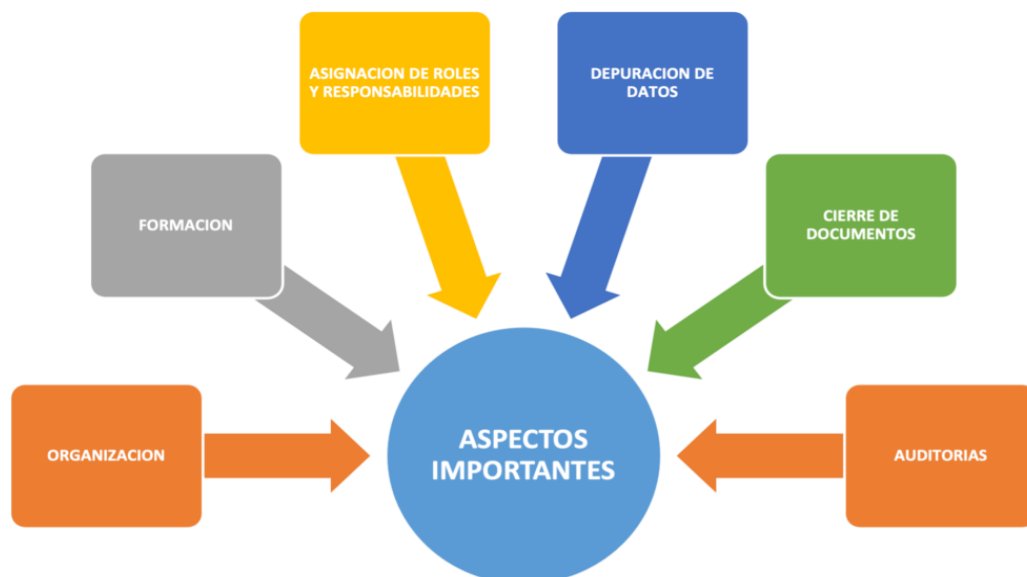 ASIGNACION DE ROLES
Y RESPONSABILIDADES
DEPURACION DE
DATOS
FORMACION
CIERRE DE
DOCUMENTOS
ORGANIZACION
ASPECTOS
IMPORTANTES
AUDITORIAS